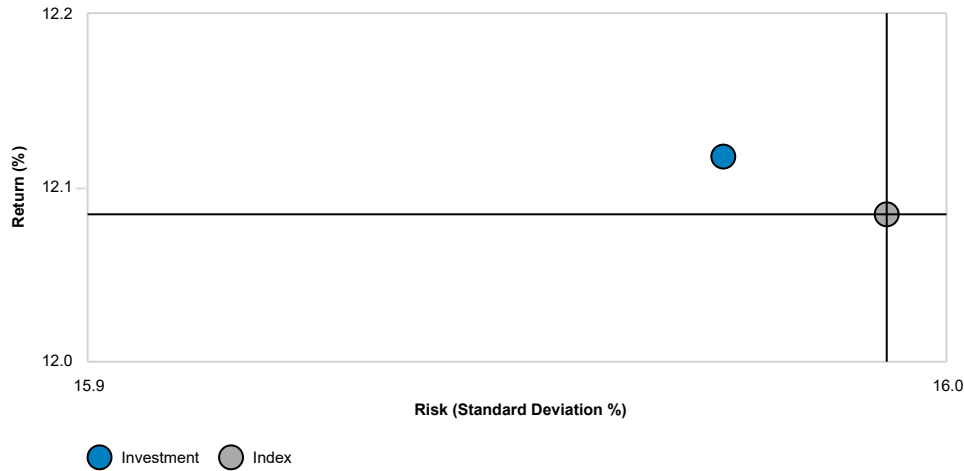 12.2
Return (%)
12.1
12.0
15.9
16.0
Risk (Standard Deviation %)
Investment
Index